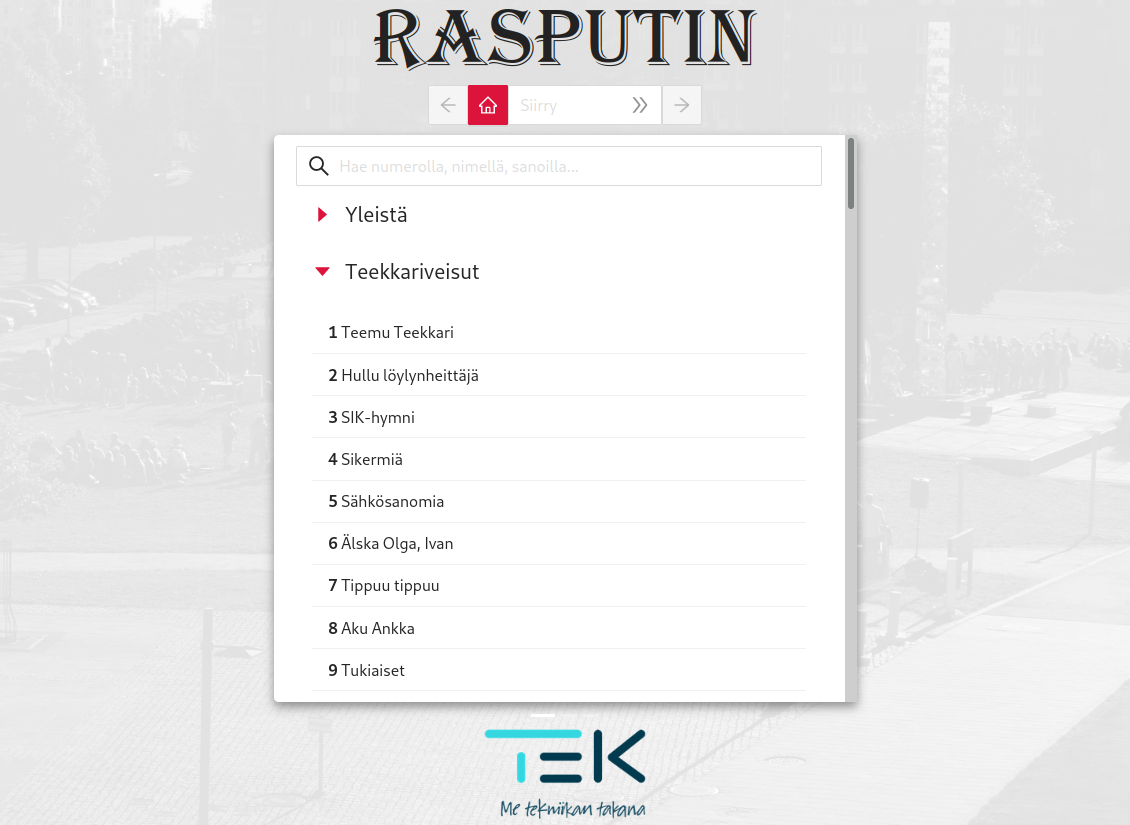 RASPUTIN
Siirry
Hae numerolla, nimellä, sanoilla...
Yleistä
Teekkariveisut
1 Teemu Teekkari
2 Hullu löylynheittäjä
3 SIK-hymni
4 Sikermiä
5 Sähkösanomia
6 Älska Olga, Ivan
7 Tippuu tippuu
8 Aku Ankka
9 Tukiaiset
TEK
Me tekniikan takana